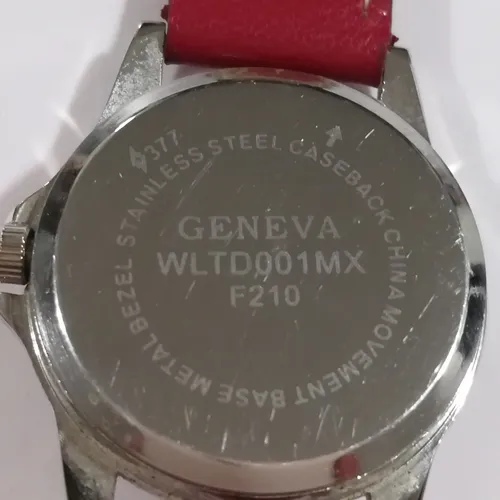 377
STAINLESS STEEL CASEBACK CHINA MOVEMENT BASE METAL BEZEL
GENEVA
WLTD001MX
F210